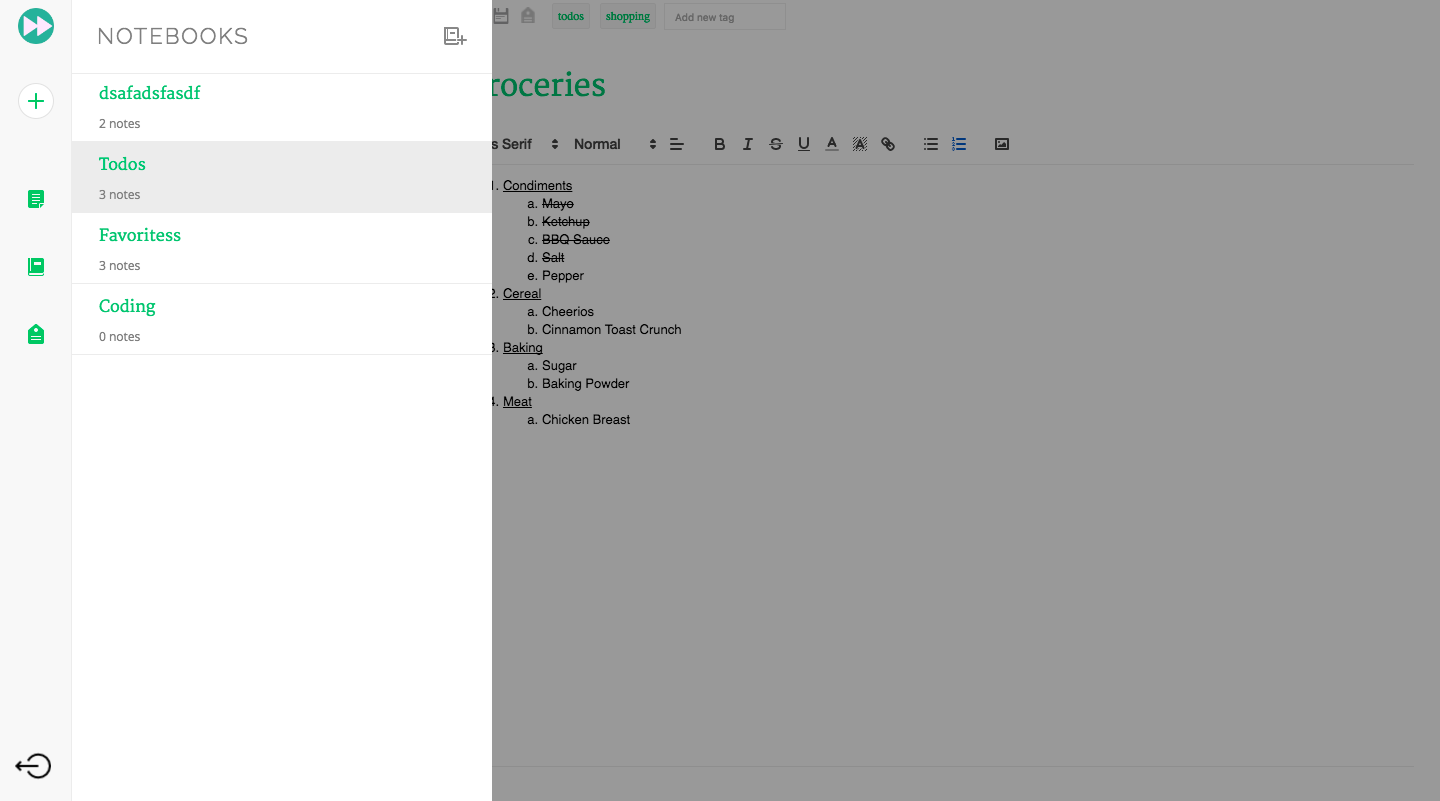 NOTEBOOKS
dsafadsfasdf
2 notes
Todos
3 notes
Favoritess
3 notes
Coding
0 notes
todos shopping Add new tag
roceries
s Serif Normal B I S U A A
1. Condiments
a. Mayo
b. Ketchup
c. BBQ Sauce
d. Salt
e. Pepper
2. Cereal
a. Cheerios
b. Cinnamon Toast Crunch
3. Baking
a. Sugar
b. Baking Powder
4. Meat
a. Chicken Breast